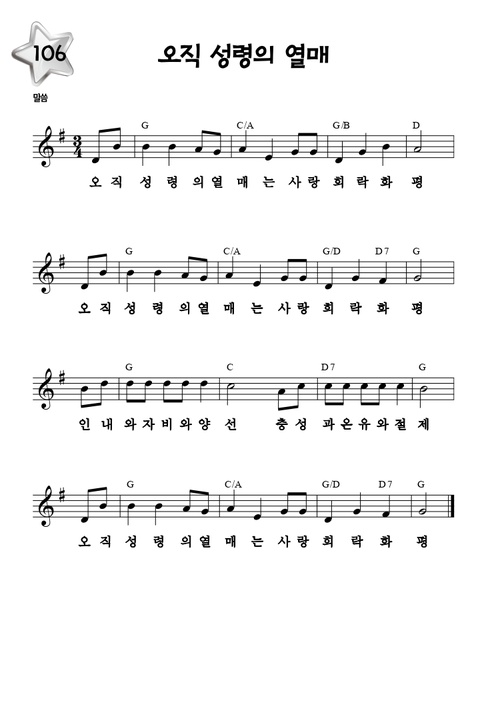 106
오직 성령의 열매
말씀
G C/A G/B D
3/4
오 직 성 령 의 열 매 는 사 랑 희 락 화 평
G C/A G/D D7 G
오 직 성 령 의 열 매 는 사 랑 희 락 화 평
G C D7 G
인 내 와 자 비 와 양 선 충 성 과 온 유 와 절 제
G C/A G/D D7 G
오 직 성 령 의 열 매 는 사 랑 희 락 화 평